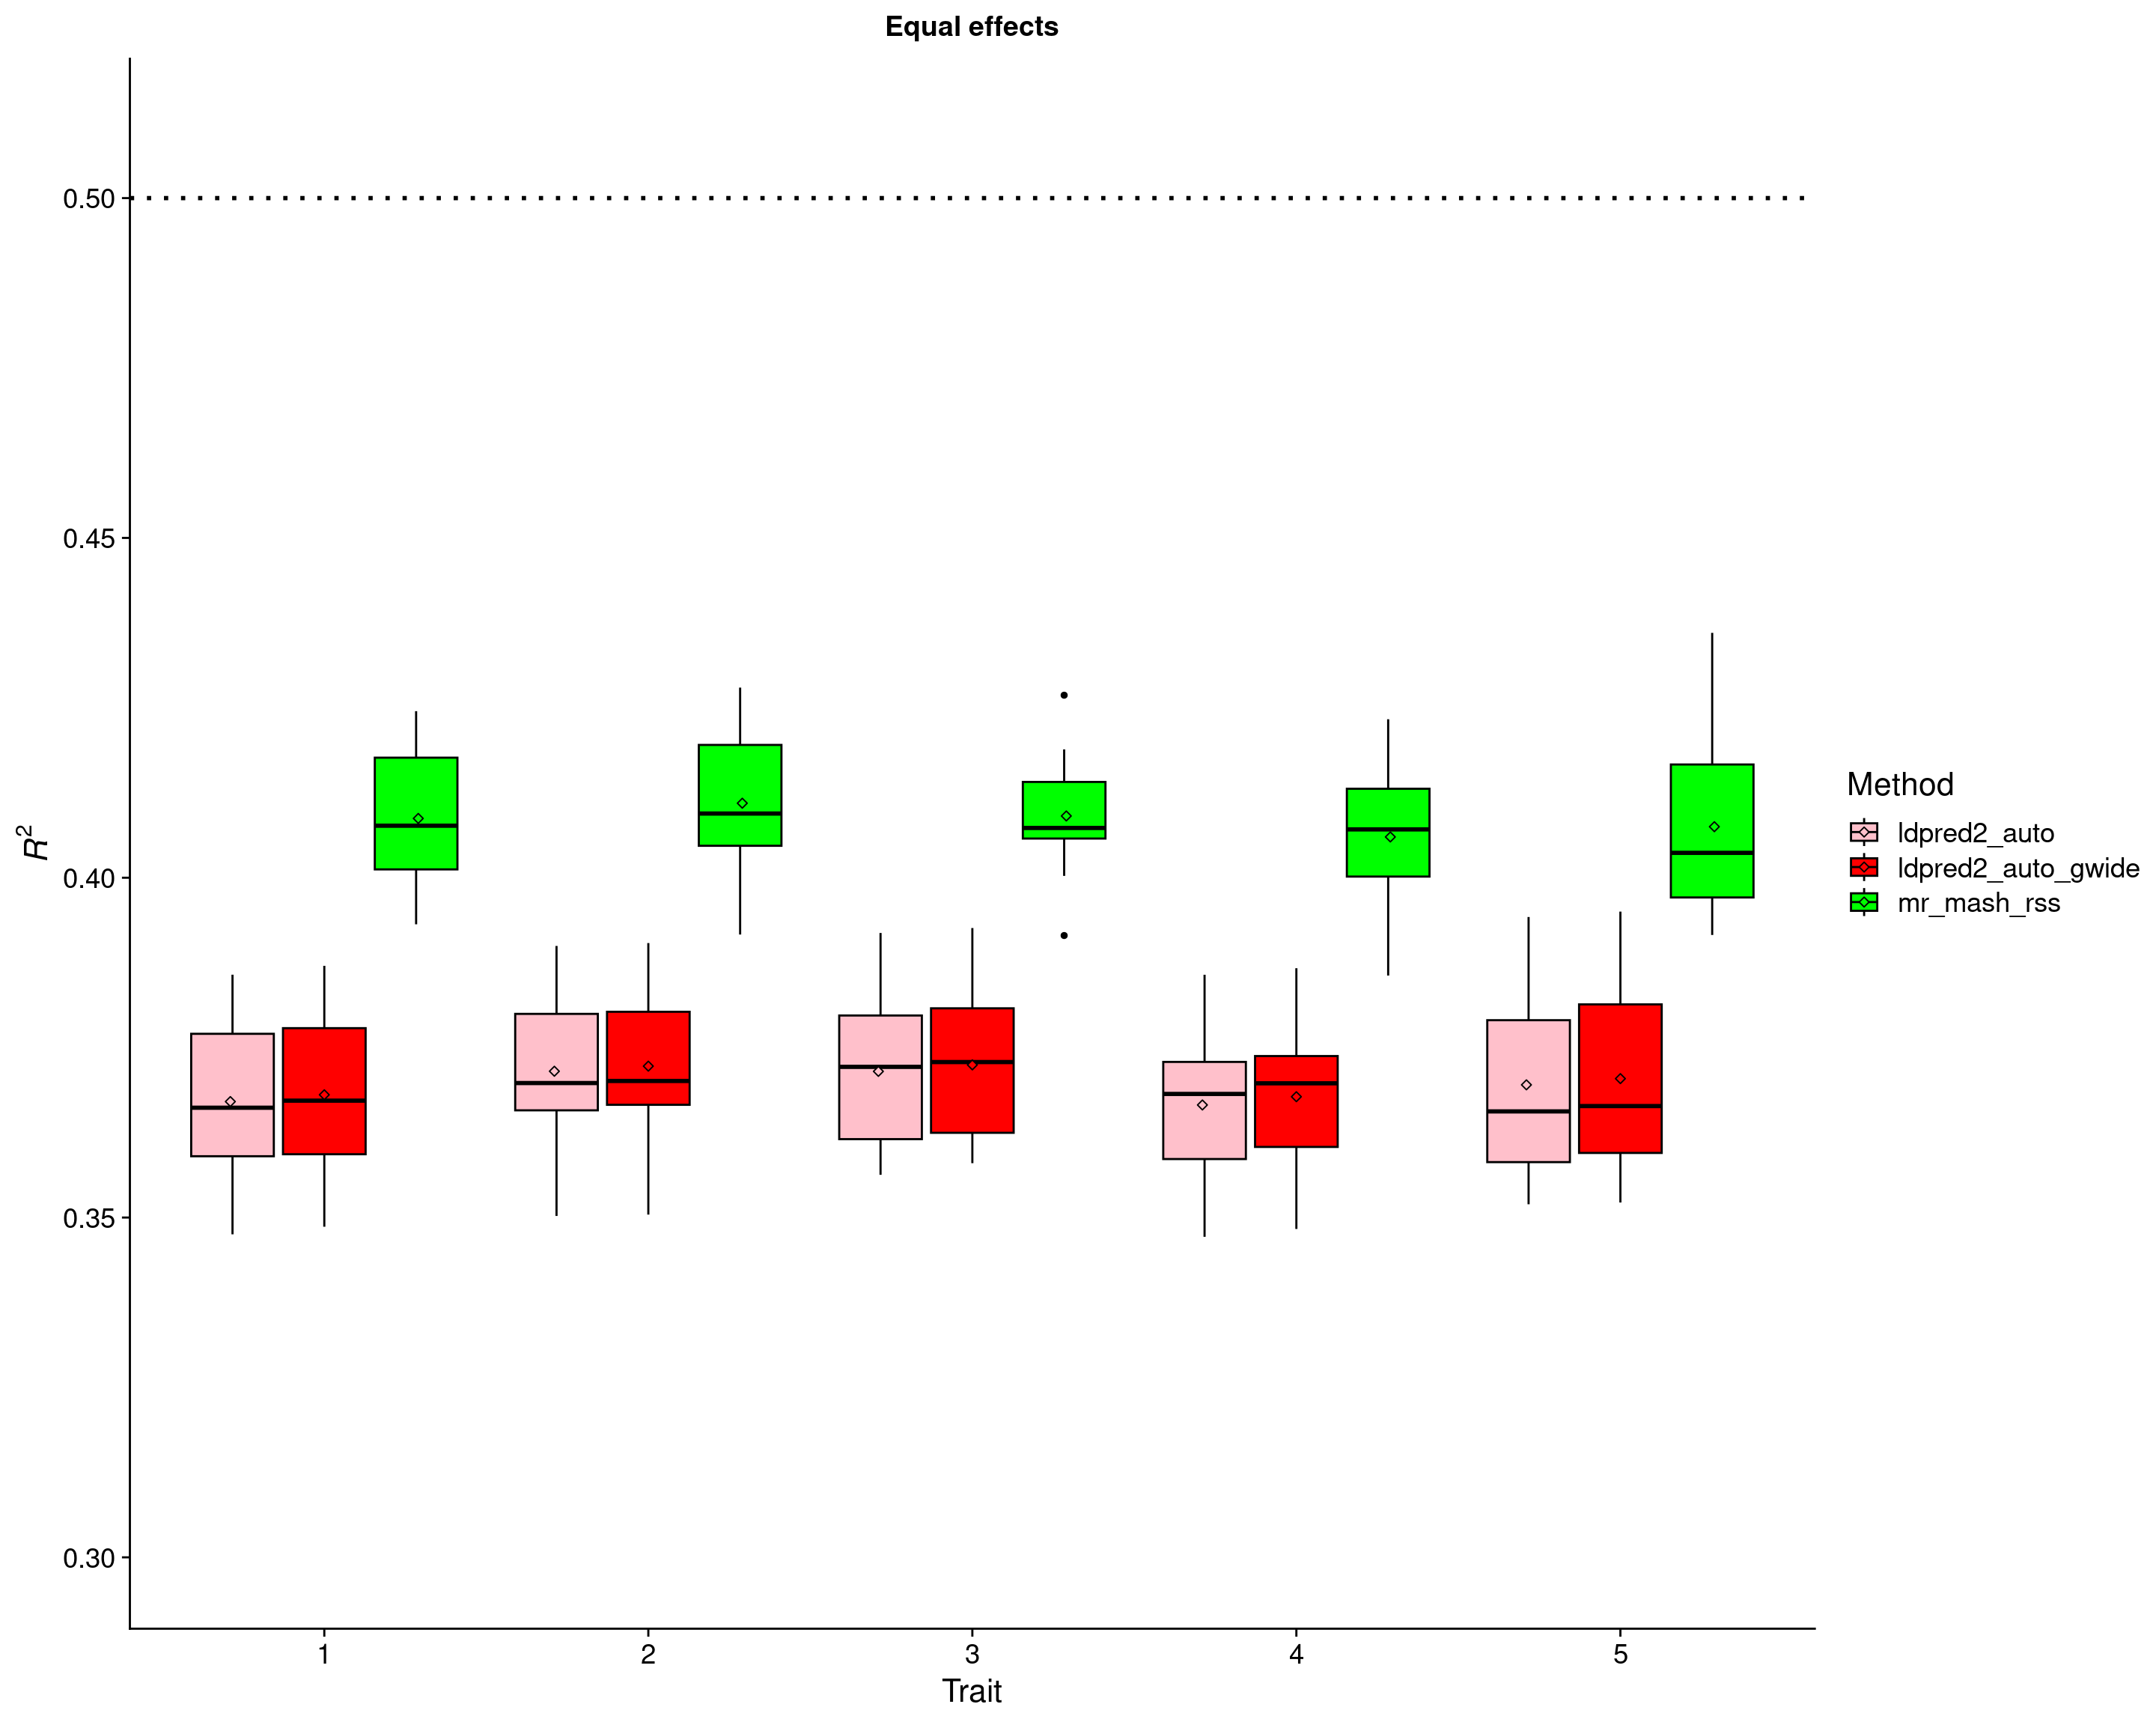 Equal effects
0.50
0.45
0.40
0.35
0.30
R²
1 2 3 4 5
Trait
Method
ldpred2_auto
ldpred2_auto_gwide
mr_mash_rss